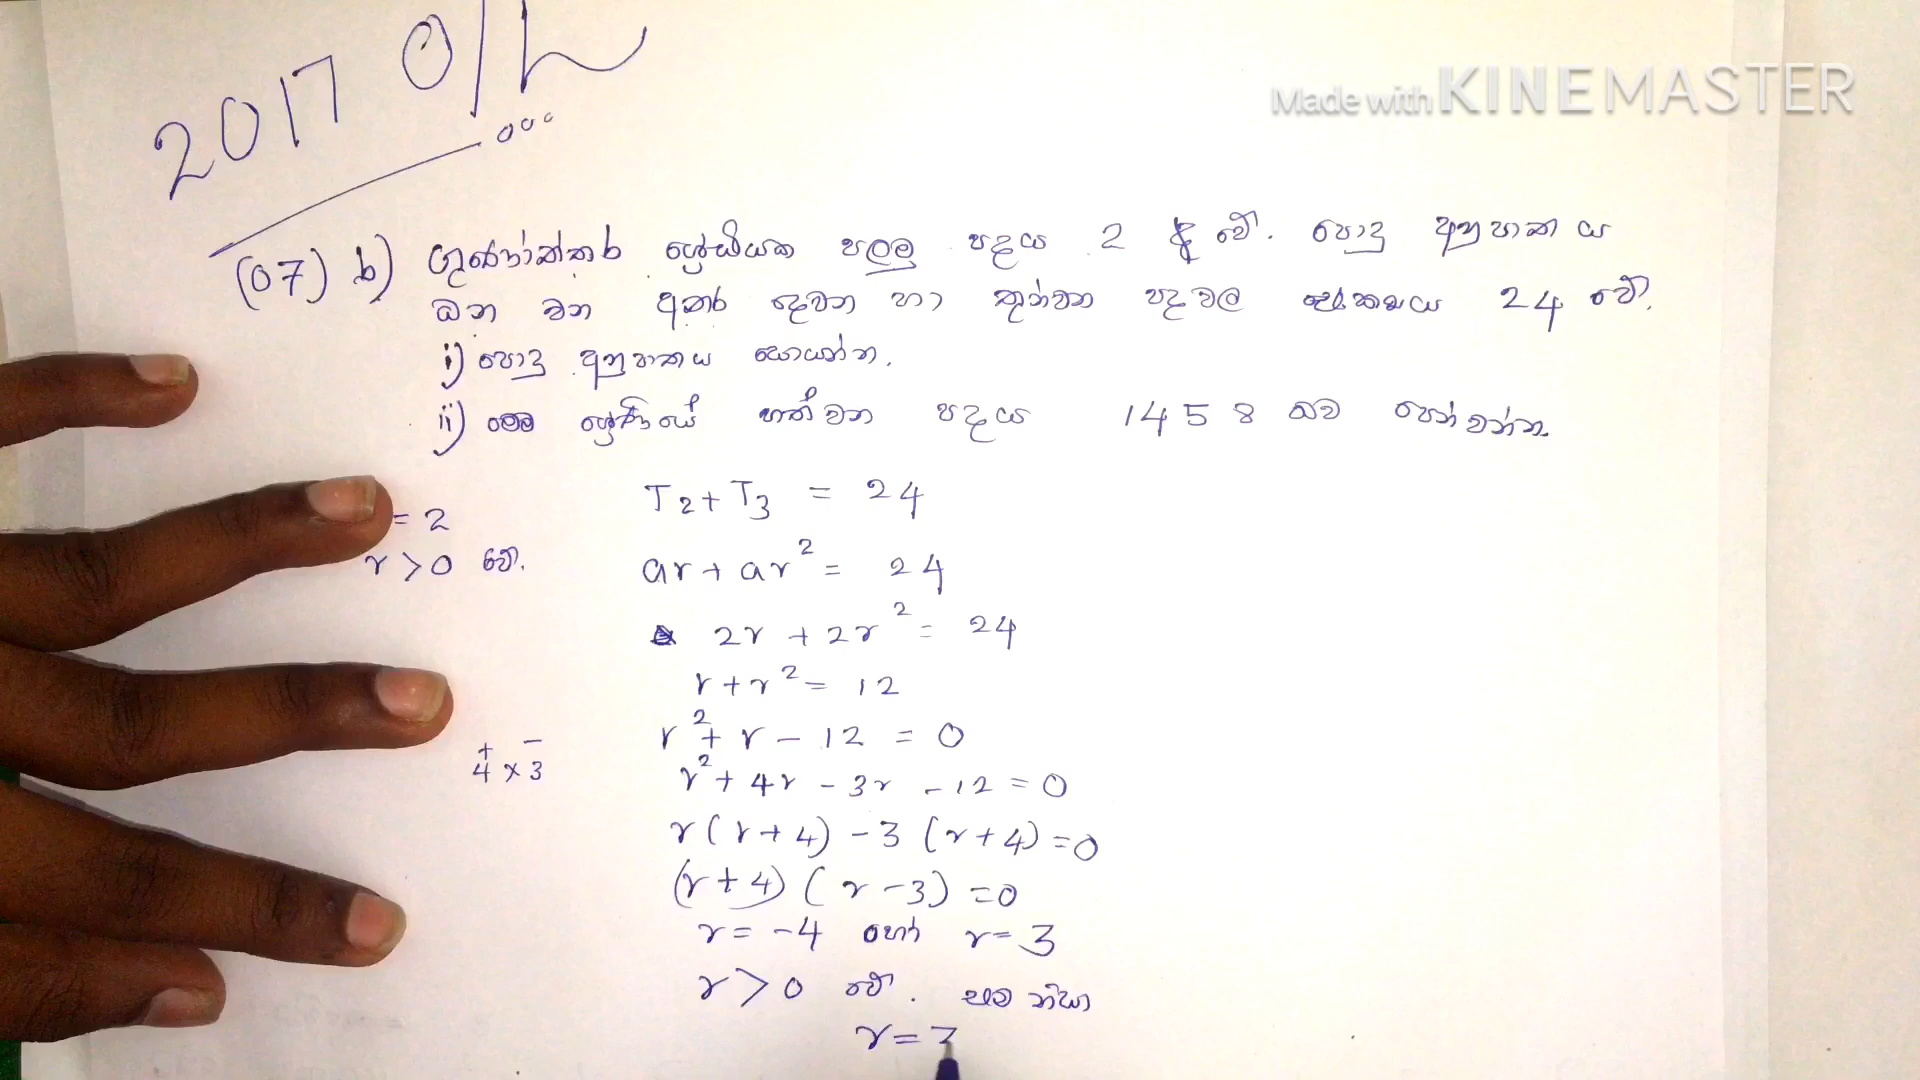 2017 O/L
Made with KINEMASTER
(07) b) ගුණෝත්තර ශ්‍රේඪියක පලමු පදය 2 වේ. පොදු අනුපාතය
ධන වන අතර දෙවන හා තුන්වන පදවල ඓක්‍යය 24 වේ.
i) පොදු අනුපාතය සොයන්න.
ii) මෙම ශ්‍රේණියේ හත්වන පදය 1458 බව පෙන්වන්න.
T₂ + T₃ = 24
= 2
ar + ar² = 24
r > 0 වේ.
2r + 2r² = 24
r + r² = 12
r² + r - 12 = 0
+ -
4 x 3
r² + 4r - 3r - 12 = 0
r(r+4) - 3(r+4) = 0
(r+4)(r-3) = 0
r = -4 හෝ r = 3
r > 0 වේ. එම නිසා
r = 3